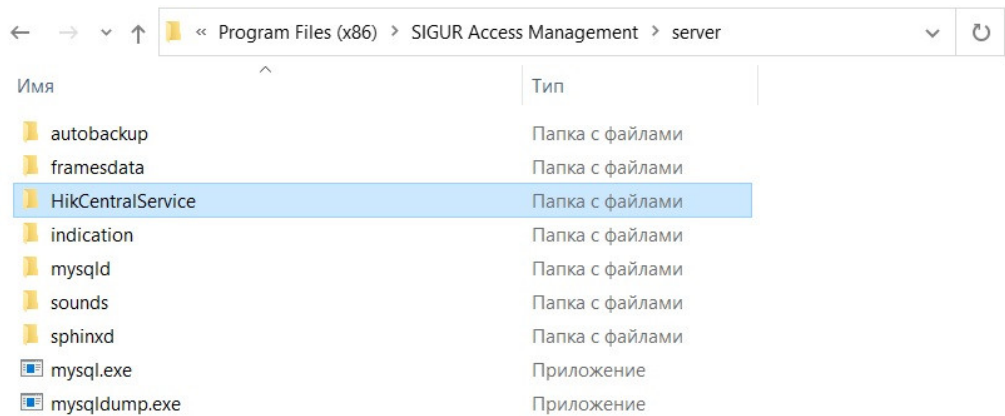 « Program Files (x86) > SIGUR Access Management > server
Имя Тип
autobackup Папка с файлами
framesdata Папка с файлами
HikCentralService Папка с файлами
indication Папка с файлами
mysqld Папка с файлами
sounds Папка с файлами
sphinxd Папка с файлами
mysql.exe Приложение
mysqldump.exe Приложение